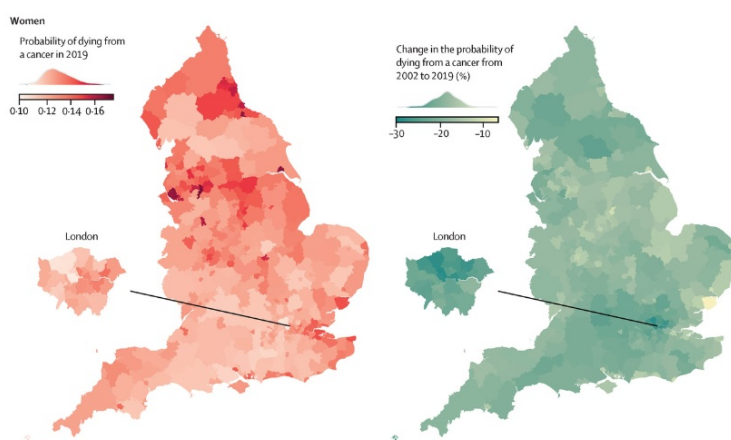 Women
Probability of dying from
a cancer in 2019
0·10 0·12 0·14 0·16
London
Change in the probability of
dying from a cancer from
2002 to 2019 (%)
−30 −20 −10
London